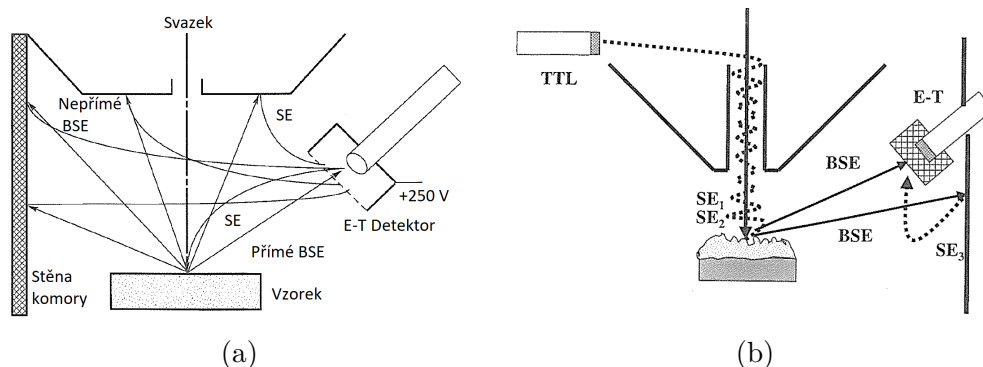 Svazek
Nepřímé
BSE
SE
+250 V
E-T Detektor
SE
Přímé BSE
Stěna
komory
Vzorek
(a)
TTL
E-T
BSE
SE₁
SE₂
BSE
SE₃
(b)